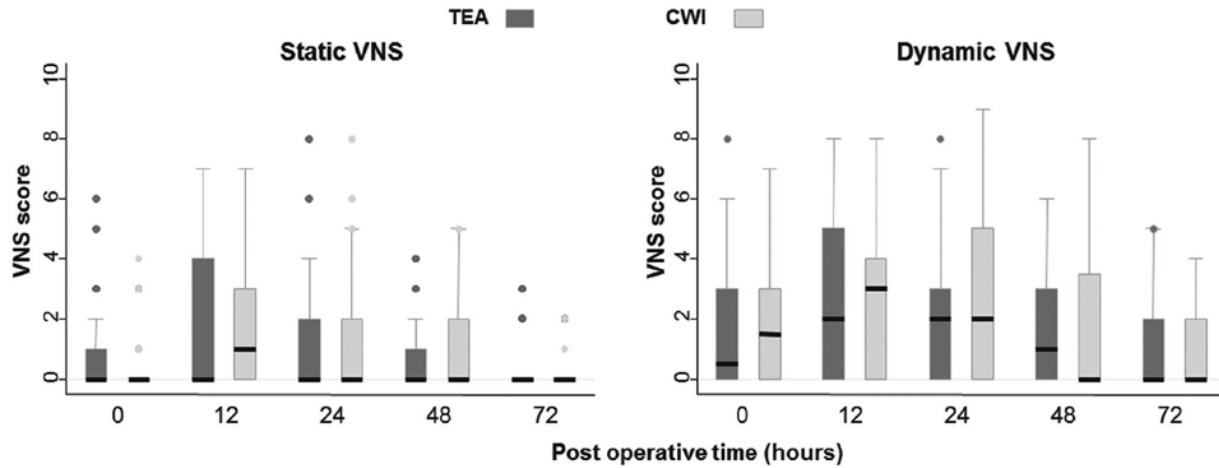 TEA CWI
Static VNS
Dynamic VNS
VNS score
10
8
6
4
2
0
0 12 24 48 72
VNS score
10
8
6
4
2
0
0 12 24 48 72
Post operative time (hours)